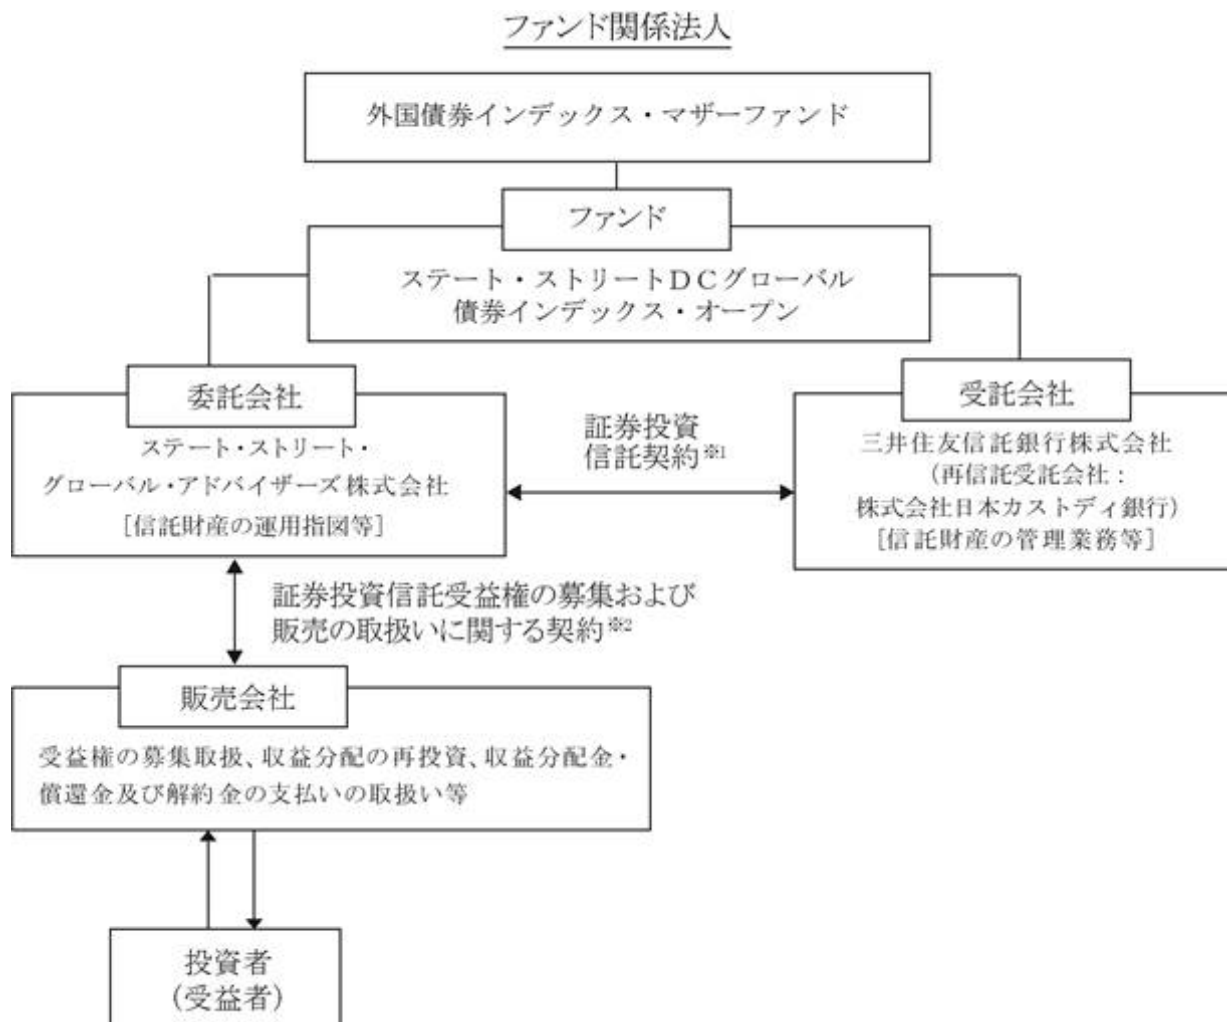 ファンド関係法人
外国債券インデックス・マザーファンド
ファンド
ステート・ストリートDCグローバル
債券インデックス・オープン
委託会社
ステート・ストリート・
グローバル・アドバイザーズ株式会社
[信託財産の運用指図等]
証券投資
信託契約※1
受託会社
三井住友信託銀行株式会社
(再信託受託会社:
株式会社日本カストディ銀行)
[信託財産の管理業務等]
証券投資信託受益権の募集および
販売の取扱いに関する契約※2
販売会社
受益権の募集取扱、収益分配の再投資、収益分配金・
償還金及び解約金の支払いの取扱い等
投資者
(受益者)